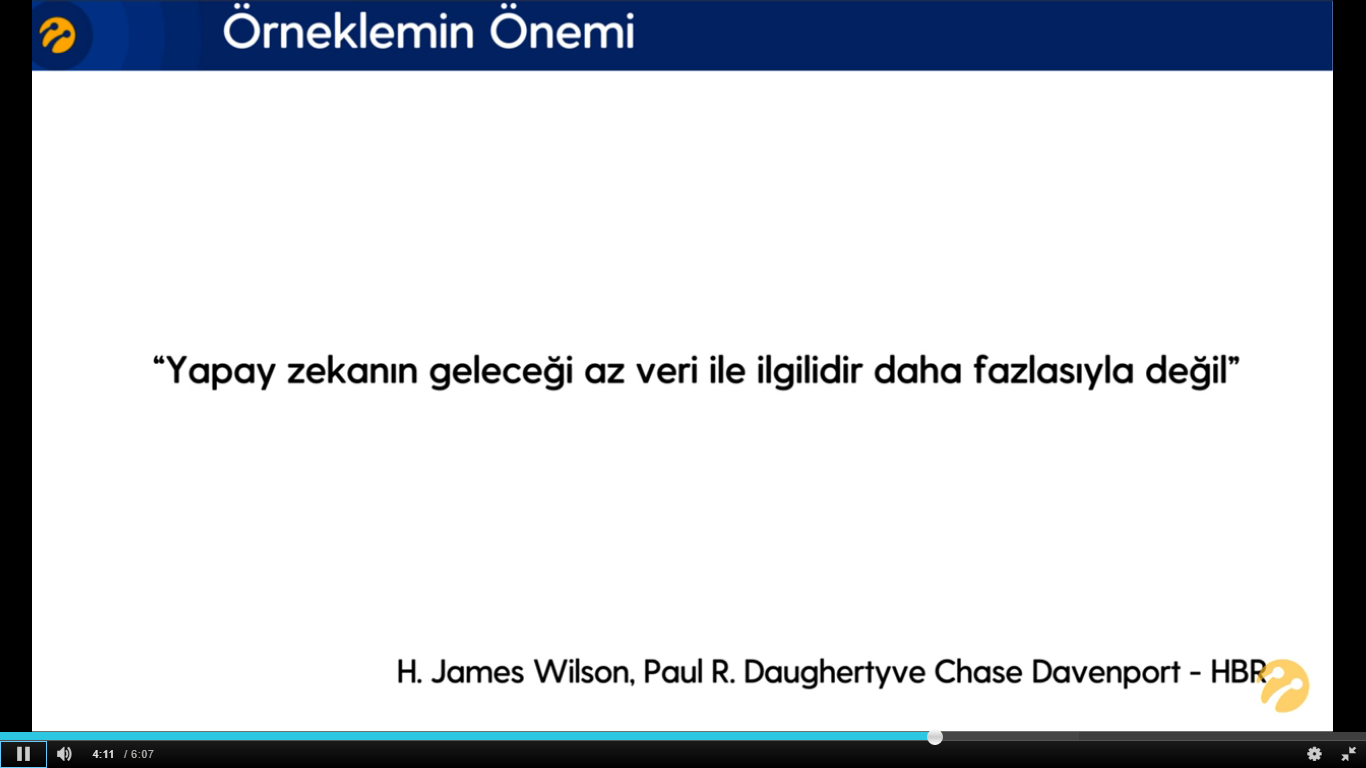 Örneklemin Önemi
“Yapay zekanın geleceği az veri ile ilgilidir daha fazlasıyla değil”
H. James Wilson, Paul R. Daughertyve Chase Davenport - HBR
4:11 / 6:07